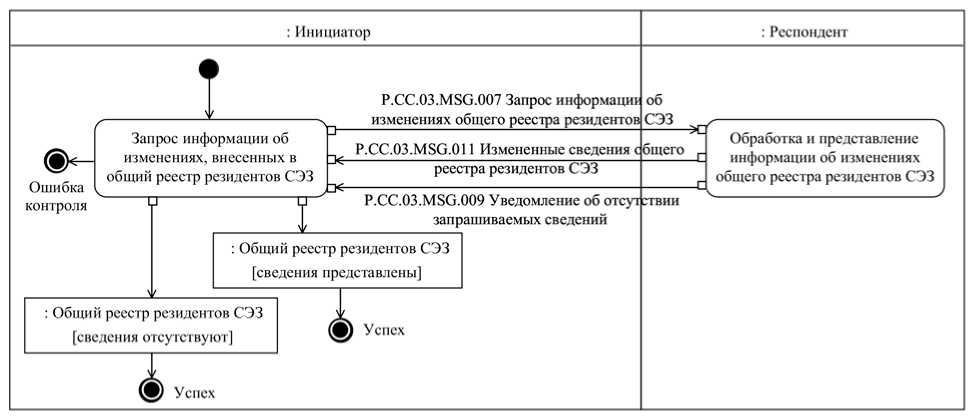 : Инициатор
: Респондент
P.CC.03.MSG.007 Запрос информации об
изменениях общего реестра резидентов СЭЗ
Запрос информации об
изменениях, внесенных в
общий реестр резидентов СЭЗ
P.CC.03.MSG.011 Измененные сведения общего
реестра резидентов СЭЗ
Обработка и представление
информации об изменениях
общего реестра резидентов СЭЗ
Ошибка
контроля
P.CC.03.MSG.009 Уведомление об отсутствии
запрашиваемых сведений
: Общий реестр резидентов СЭЗ
[сведения представлены]
: Общий реестр резидентов СЭЗ
[сведения отсутствуют]
Успех
Успех